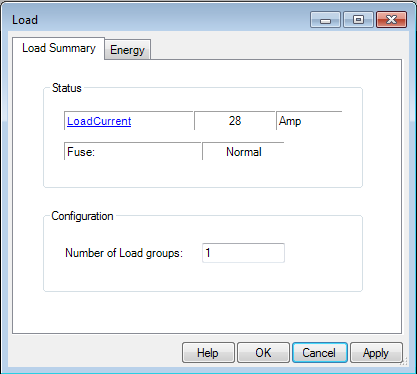 Load
Load Summary Energy
Status
LoadCurrent 28 Amp
Fuse: Normal
Configuration
Number of Load groups: 1
Help OK Cancel Apply